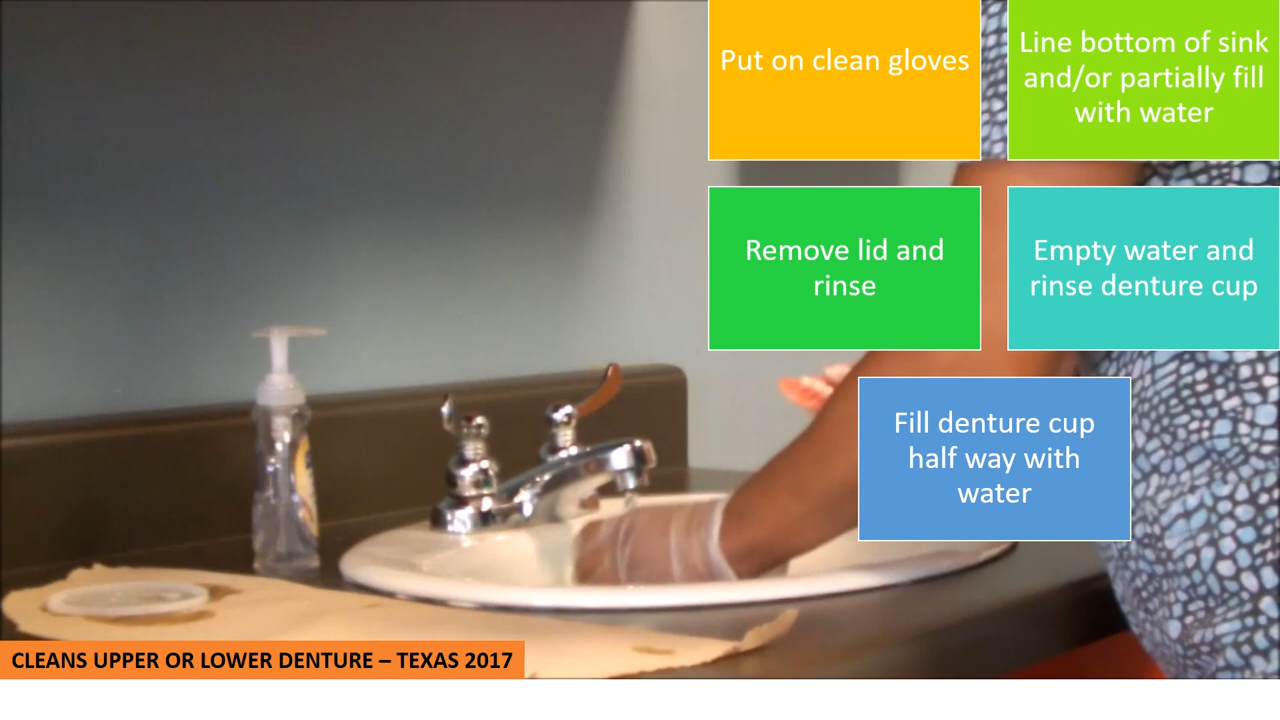 Put on clean gloves
Line bottom of sink
and/or partially fill
with water
Remove lid and
rinse
Empty water and
rinse denture cup
Fill denture cup
half way with
water
CLEANS UPPER OR LOWER DENTURE – TEXAS 2017